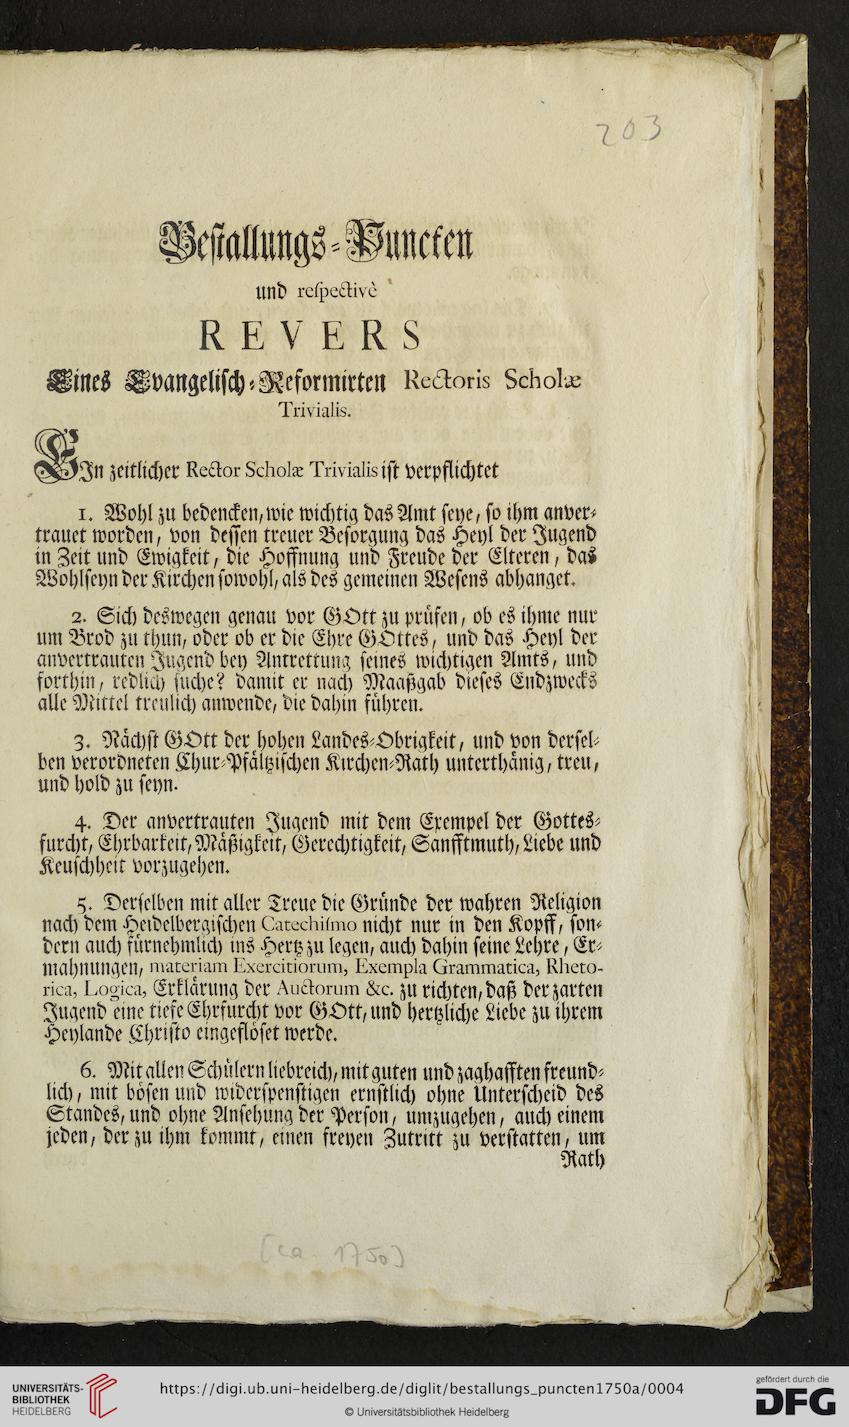 203
Bestallungs-Puncten
und respectivè
REVERS
Eines Evangelisch-Reformirten Rectoris Scholæ
Trivialis.
EIn zeitlicher Rector Scholæ Trivialis ist verpflichtet
1. Wohl zu bedencken, wie wichtig das Amt seye, so ihm anver-
trauet worden, von dessen treuer Besorgung das Heyl der Jugend
in Zeit und Ewigkeit, die Hoffnung und Freude der Elteren, das
Wohlseyn der Kirchen sowohl, als des gemeinen Wesens abhanget.
2. Sich deswegen genau vor GOtt zu prüfen, ob es ihme nur
um Brod zu thun, oder ob er die Ehre GOttes, und das Heyl der
anvertrauten Jugend bey Antrettung seines wichtigen Amts, und
forthin, redlich suche? damit er nach Maaßgab dieses Endzwecks
alle Mittel treulich anwende, die dahin führen.
3. Nächst GOtt der hohen Landes-Obrigkeit, und von dersel-
ben verordneten Chur-Pfältzischen Kirchen-Rath unterthänig, treu,
und hold zu seyn.
4. Der anvertrauten Jugend mit dem Exempel der Gottes-
furcht, Ehrbarkeit, Mäßigkeit, Gerechtigkeit, Sanfftmuth, Liebe und
Keuschheit vorzugehen.
5. Derselben mit aller Treue die Gründe der wahren Religion
nach dem Heidelbergischen Catechismo nicht nur in den Kopff, son-
dern auch fürnehmlich ins Hertz zu legen, auch dahin seine Lehre, Er-
mahnungen, materiam Exercitiorum, Exempla Grammatica, Rheto-
rica, Logica, Erklärung der Auctorum &c. zu richten, daß der zarten
Jugend eine tiefe Ehrfurcht vor GOtt, und hertzliche Liebe zu ihrem
Heylande Christo eingeflöset werde.
6. Mit allen Schülern liebreich, mit guten und zaghafften freund-
lich, mit bösen und widerspenstigen ernstlich ohne Unterscheid des
Standes, und ohne Ansehung der Person, umzugehen, auch einem
jeden, der zu ihm kommt, einen freyen Zutritt zu verstatten, um
Rath
[ca. 1750]
UNIVERSITÄTS-
BIBLIOTHEK
HEIDELBERG
https://digi.ub.uni-heidelberg.de/diglit/bestallungs_puncten1750a/0004
© Universitätsbibliothek Heidelberg
gefördert durch die
DFG